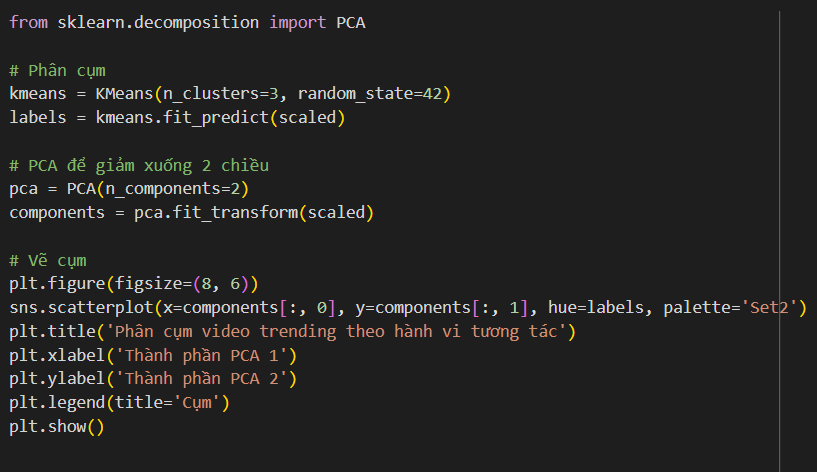 from sklearn.decomposition import PCA
# Phân cụm
kmeans = KMeans(n_clusters=3, random_state=42)
labels = kmeans.fit_predict(scaled)
# PCA để giảm xuống 2 chiều
pca = PCA(n_components=2)
components = pca.fit_transform(scaled)
# Vẽ cụm
plt.figure(figsize=(8, 6))
sns.scatterplot(x=components[:, 0], y=components[:, 1], hue=labels, palette='Set2')
plt.title('Phân cụm video trending theo hành vi tương tác')
plt.xlabel('Thành phần PCA 1')
plt.ylabel('Thành phần PCA 2')
plt.legend(title='Cụm')
plt.show()